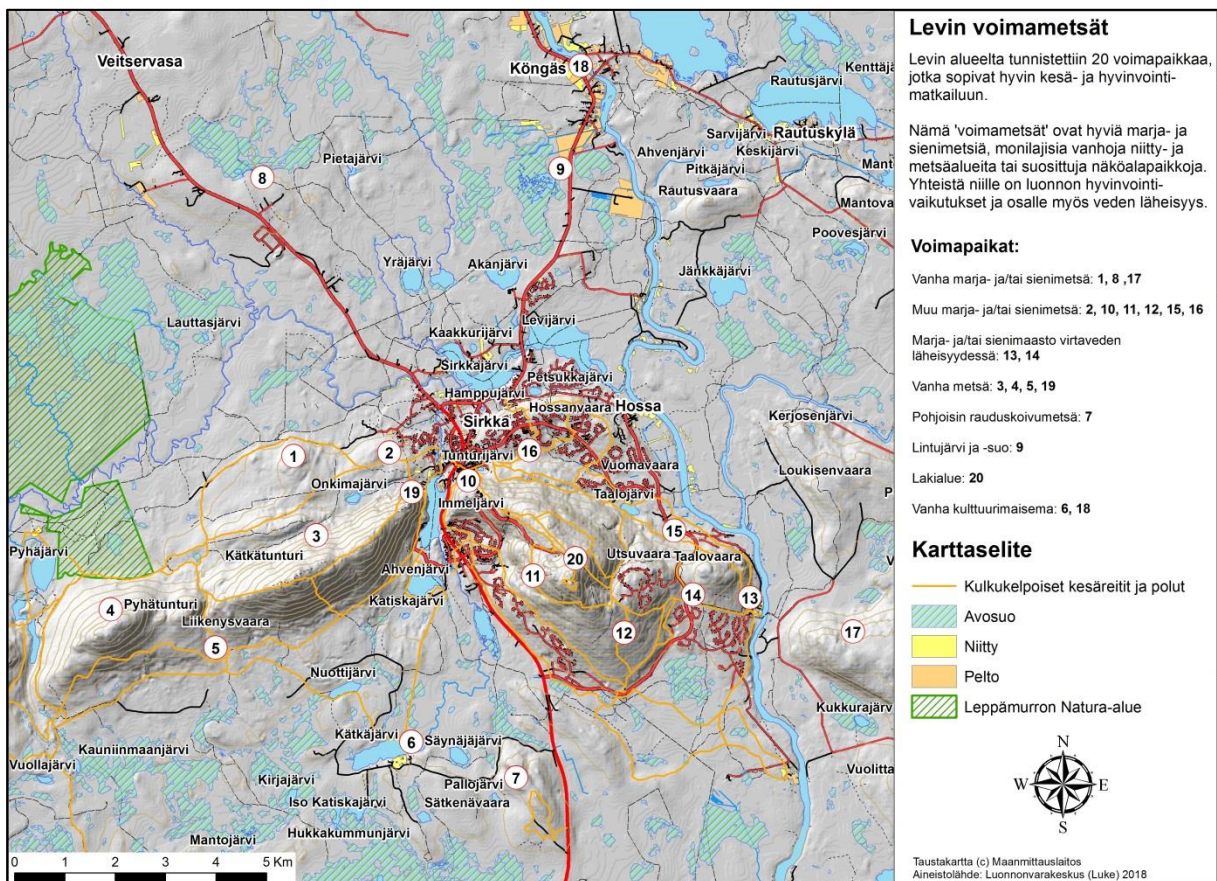 Veitservasa
Köngäs
18
Rautusjärvi
Sarvijärvi
Rautuskylä
Ahvenjärvi
Keskijärvi
Pitkäjärvi
9
Pietajärvi
8
Rautusvaara
Poovesjärvi
Yräjärvi
Akanjärvi
Jänkkäjärvi
Lauttasjärvi
Levijärvi
Kaakkurijärvi
Sirkkajärvi
Petsukkajärvi
Hamppujärvi
Hossanvaara
Hossa
Kerjosenjärvi
Sirkka
1
2
Tunturijärvi
16
Vuomavaara
Loukisenvaara
Onkimajärvi
19
10
Taalojärvi
Immeljärvi
3
15
Pyhäjärvi
Kätkätunturi
20
Utsuvaara
Taalovaara
Ahvenjärvi
11
Katiskajärvi
14
13
4
Pyhätunturi
Liikenysvaara
12
17
5
Nuottijärvi
Kukkurajärvi
Kätkäjärvi
6
Säynäjäjärvi
Kauniinmaanjärvi
Vuollajärvi
Kirjajärvi
Pallojärvi
7
Iso Katiskajärvi
Sätkenävaara
Hukkakummunjärvi
Mantojärvi
0 1 2 3 4 5 Km
Levin voimametsät
Levin alueelta tunnistettiin 20 voimapaikkaa,
jotka sopivat hyvin kesä- ja hyvinvointi-
matkailuun.
Nämä 'voimametsät' ovat hyviä marja- ja
sienimetsiä, monilajisia vanhoja niitty- ja
metsäalueita tai suosittuja näköalapaikkoja.
Yhteistä niille on luonnon hyvinvointi-
vaikutukset ja osalle myös veden läheisyys.
Voimapaikat:
Vanha marja- ja/tai sienimetsä: 1, 8 ,17
Muu marja- ja/tai sienimetsä: 2, 10, 11, 12, 15, 16
Marja- ja/tai sienimaasto virtaveden
läheisyydessä: 13, 14
Vanha metsä: 3, 4, 5, 19
Pohjoisin rauduskoivumetsä: 7
Lintujärvi ja -suo: 9
Lakialue: 20
Vanha kulttuurimaisema: 6, 18
Karttaselite
Kulkukelpoiset kesäreitit ja polut
Avosuo
Niitty
Pelto
Leppämurron Natura-alue
N
W E
S
Taustakartta (c) Maanmittauslaitos
Aineistolähde: Luonnonvarakeskus (Luke) 2018